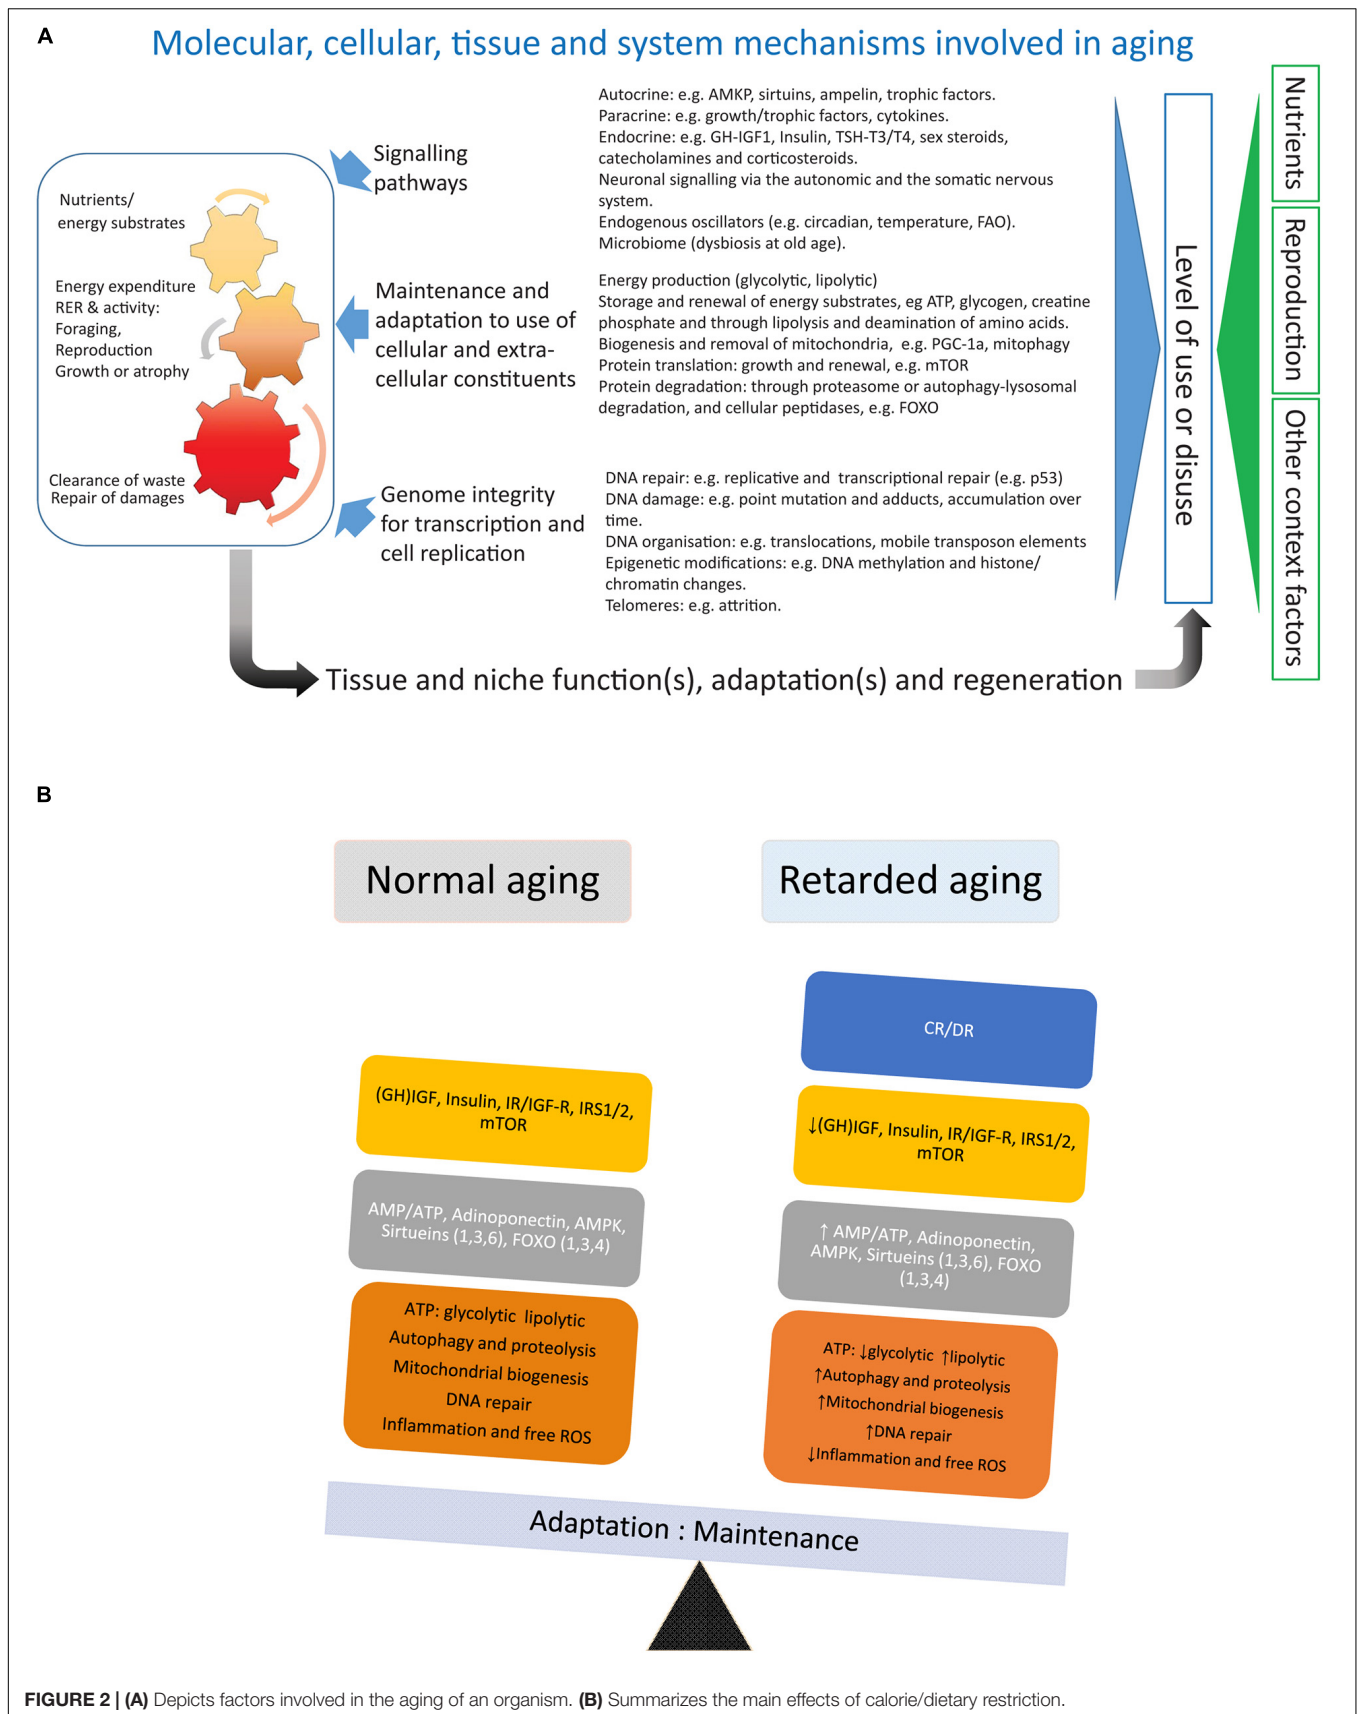 A
Molecular, cellular, tissue and system mechanisms involved in aging
Nutrients/
energy substrates
Energy expenditure
RER & activity:
Foraging,
Reproduction
Growth or atrophy
Clearance of waste
Repair of damages
Signalling
pathways
Maintenance and
adaptation to use of
cellular and extra-
cellular constituents
Genome integrity
for transcription and
cell replication
Autocrine: e.g. AMKP, sirtuins, ampelin, trophic factors.
Paracrine: e.g. growth/trophic factors, cytokines.
Endocrine: e.g. GH-IGF1, Insulin, TSH-T3/T4, sex steroids,
catecholamines and corticosteroids.
Neuronal signalling via the autonomic and the somatic nervous
system.
Endogenous oscillators (e.g. circadian, temperature, FAO).
Microbiome (dysbiosis at old age).
Energy production (glycolytic, lipolytic)
Storage and renewal of energy substrates, eg ATP, glycogen, creatine
phosphate and through lipolysis and deamination of amino acids.
Biogenesis and removal of mitochondria, e.g. PGC-1a, mitophagy
Protein translation: growth and renewal, e.g. mTOR
Protein degradation: through proteasome or autophagy-lysosomal
degradation, and cellular peptidases, e.g. FOXO
DNA repair: e.g. replicative and transcriptional repair (e.g. p53)
DNA damage: e.g. point mutation and adducts, accumulation over
time.
DNA organisation: e.g. translocations, mobile transposon elements
Epigenetic modifications: e.g. DNA methylation and histone/
chromatin changes.
Telomeres: e.g. attrition.
Level of use or disuse
Nutrients
Reproduction
Other context factors
Tissue and niche function(s), adaptation(s) and regeneration
B
Normal aging
Retarded aging
(GH)IGF, Insulin, IR/IGF-R, IRS1/2,
mTOR
AMP/ATP, Adinoponectin, AMPK,
Sirtueins (1,3,6), FOXO (1,3,4)
ATP: glycolytic lipolytic
Autophagy and proteolysis
Mitochondrial biogenesis
DNA repair
Inflammation and free ROS
CR/DR
↓(GH)IGF, Insulin, IR/IGF-R, IRS1/2,
mTOR
↑ AMP/ATP, Adinoponectin,
AMPK, Sirtueins (1,3,6), FOXO
(1,3,4)
ATP: ↓glycolytic ↑lipolytic
↑Autophagy and proteolysis
↑Mitochondrial biogenesis
↑DNA repair
↓Inflammation and free ROS
Adaptation : Maintenance
FIGURE 2 | (A) Depicts factors involved in the aging of an organism. (B) Summarizes the main effects of calorie/dietary restriction.